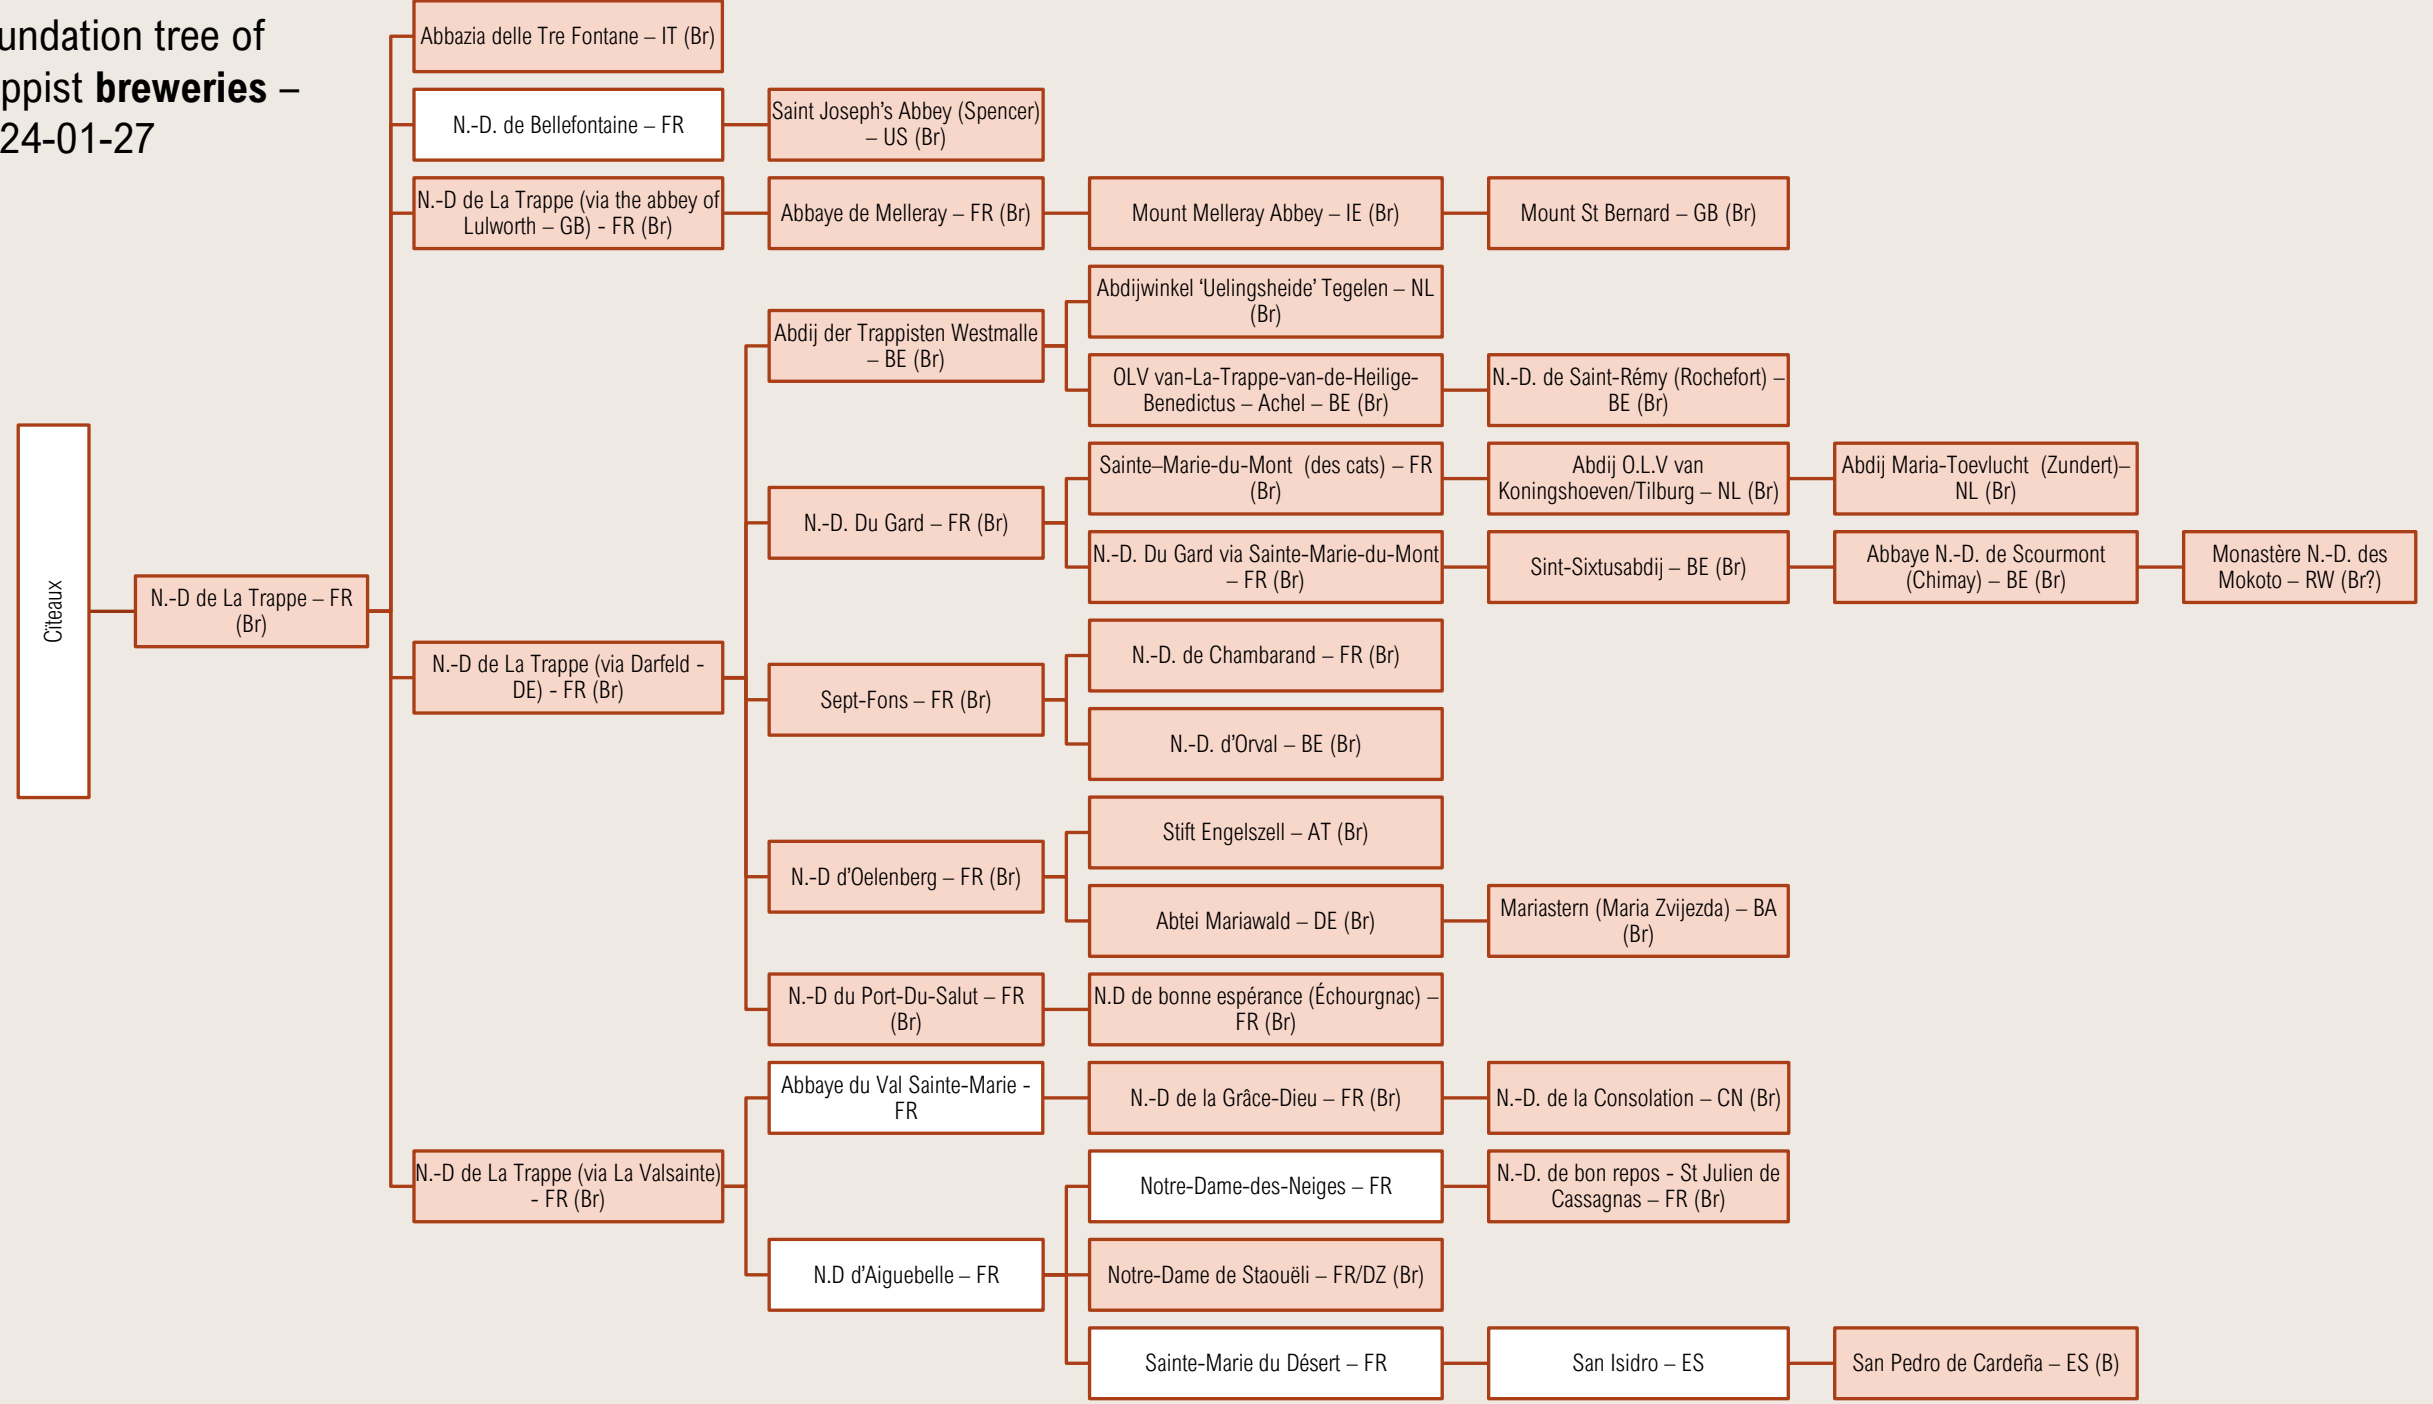 undation tree of
ppist breweries –
24-01-27
Abbazia delle Tre Fontane – IT (Br)
N.-D. de Bellefontaine – FR
Saint Joseph’s Abbey (Spencer)
– US (Br)
N.-D de La Trappe (via the abbey of
Lulworth – GB) - FR (Br)
Abbaye de Melleray – FR (Br)
Mount Melleray Abbey – IE (Br)
Mount St Bernard – GB (Br)
Abdij der Trappisten Westmalle
– BE (Br)
Abdijwinkel ‘Uelingsheide’ Tegelen – NL
(Br)
OLV van-La-Trappe-van-de-Heilige-
Benedictus – Achel – BE (Br)
N.-D. de Saint-Rémy (Rochefort) –
BE (Br)
Cïteaux
N.-D de La Trappe – FR
(Br)
N.-D. Du Gard – FR (Br)
Sainte–Marie-du-Mont (des cats) – FR
(Br)
Abdij O.L.V van
Koningshoeven/Tilburg – NL (Br)
Abdij Maria-Toevlucht (Zundert)–
NL (Br)
N.-D. Du Gard via Sainte-Marie-du-Mont
– FR (Br)
Sint-Sixtusabdij – BE (Br)
Abbaye N.-D. de Scourmont
(Chimay) – BE (Br)
Monastère N.-D. des
Mokoto – RW (Br?)
N.-D de La Trappe (via Darfeld -
DE) - FR (Br)
Sept-Fons – FR (Br)
N.-D. de Chambarand – FR (Br)
N.-D. d’Orval – BE (Br)
N.-D d’Oelenberg – FR (Br)
Stift Engelszell – AT (Br)
Abtei Mariawald – DE (Br)
Mariastern (Maria Zvijezda) – BA
(Br)
N.-D du Port-Du-Salut – FR
(Br)
N.D de bonne espérance (Échourgnac) –
FR (Br)
N.-D de La Trappe (via La Valsainte)
- FR (Br)
Abbaye du Val Sainte-Marie -
FR
N.-D de la Grâce-Dieu – FR (Br)
N.-D. de la Consolation – CN (Br)
N.D d’Aiguebelle – FR
Notre-Dame-des-Neiges – FR
N.-D. de bon repos - St Julien de
Cassagnas – FR (Br)
Notre-Dame de Staouëli – FR/DZ (Br)
Sainte-Marie du Désert – FR
San Isidro – ES
San Pedro de Cardeña – ES (B)